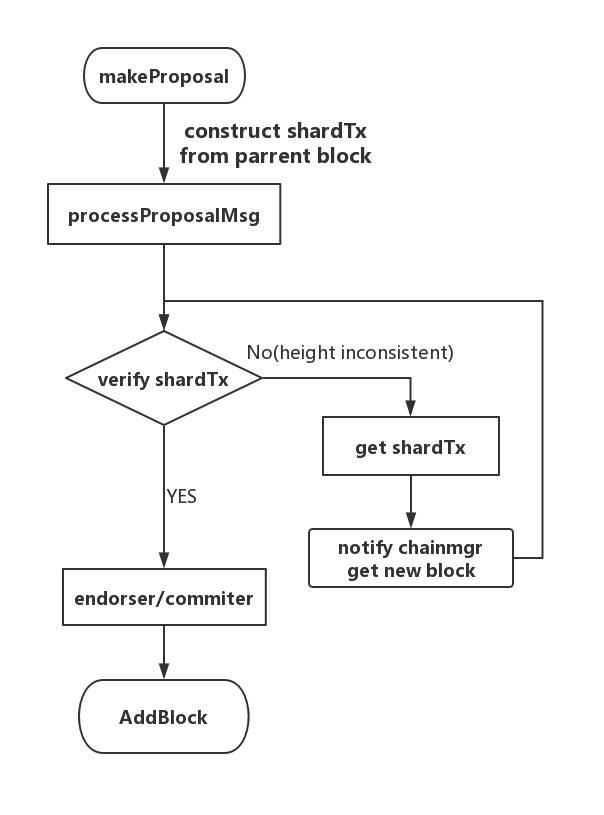 makeProposal
construct shardTx
from parrent block
processProposalMsg
No(height inconsistent)
verify shardTx
get shardTx
YES
notify chainmgr
get new block
endorser/commiter
AddBlock